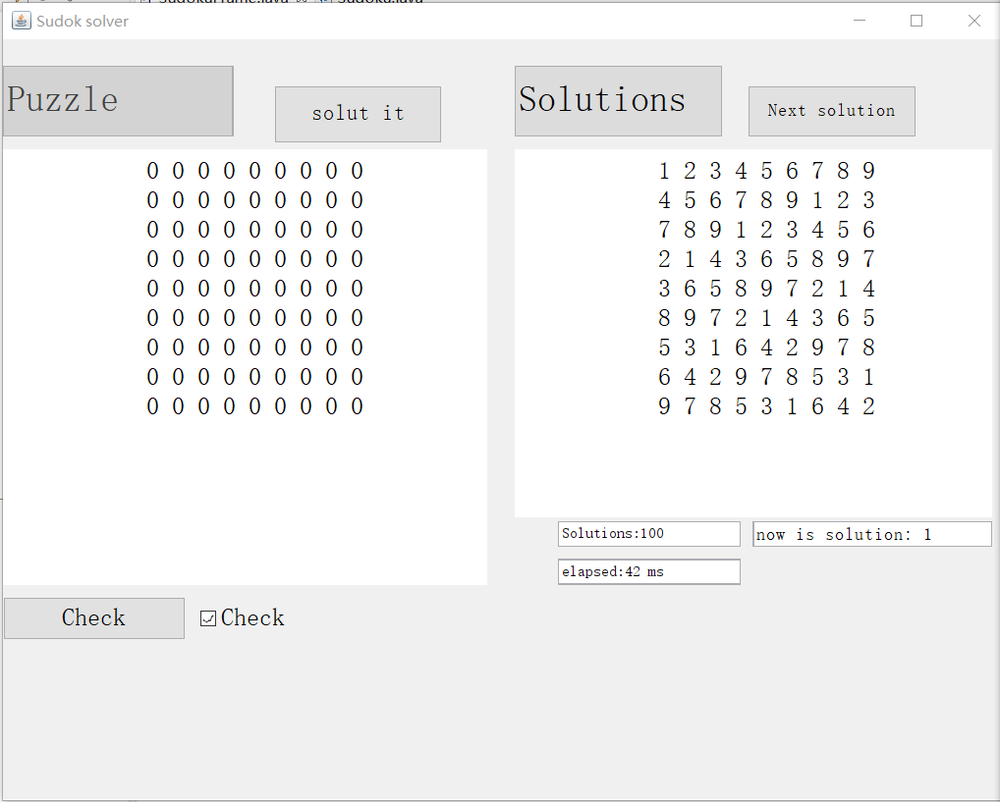 Sudok solver
Puzzle
solut it
Solutions
Next solution
0 0 0 0 0 0 0 0 0
0 0 0 0 0 0 0 0 0
0 0 0 0 0 0 0 0 0
0 0 0 0 0 0 0 0 0
0 0 0 0 0 0 0 0 0
0 0 0 0 0 0 0 0 0
0 0 0 0 0 0 0 0 0
0 0 0 0 0 0 0 0 0
0 0 0 0 0 0 0 0 0
1 2 3 4 5 6 7 8 9
4 5 6 7 8 9 1 2 3
7 8 9 1 2 3 4 5 6
2 1 4 3 6 5 8 9 7
3 6 5 8 9 7 2 1 4
8 9 7 2 1 4 3 6 5
5 3 1 6 4 2 9 7 8
6 4 2 9 7 8 5 3 1
9 7 8 5 3 1 6 4 2
Solutions:100
now is solution: 1
elapsed:42 ms
Check
Check